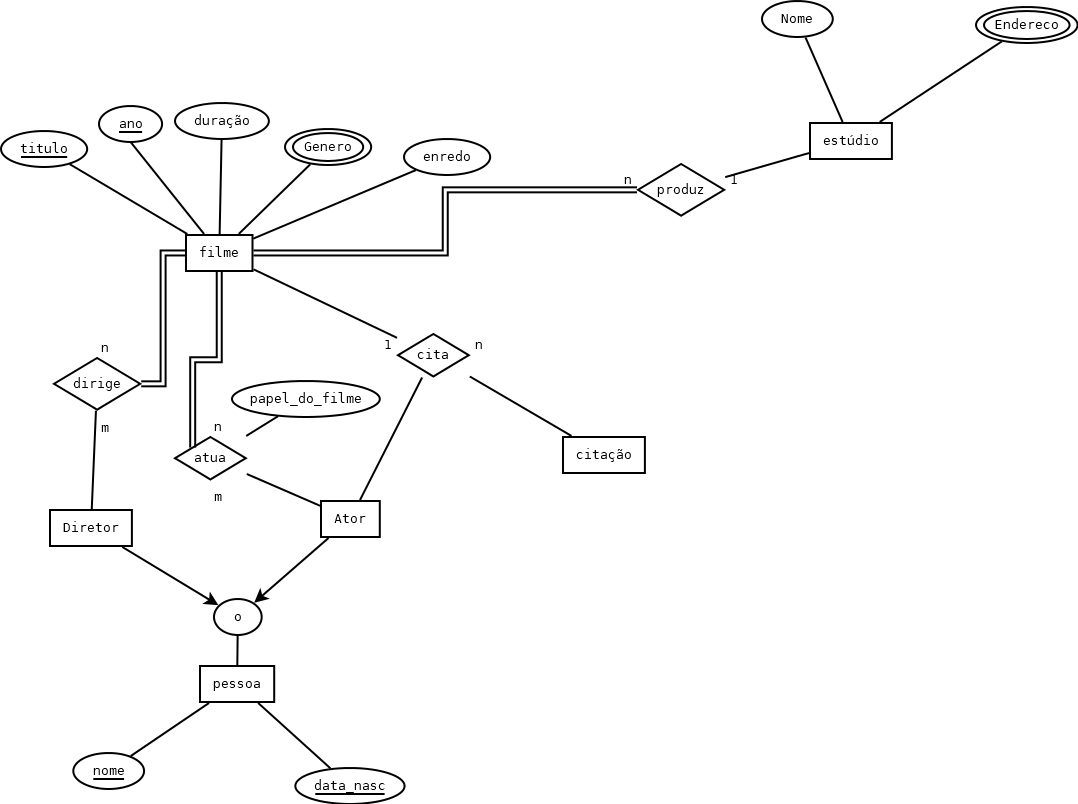 Nome
Endereco
titulo
ano
duração
Genero
enredo
estúdio
n
produz
1
filme
n
dirige
m
1
cita
n
papel_do_filme
n
atua
m
citação
Diretor
Ator
o
pessoa
nome
data_nasc